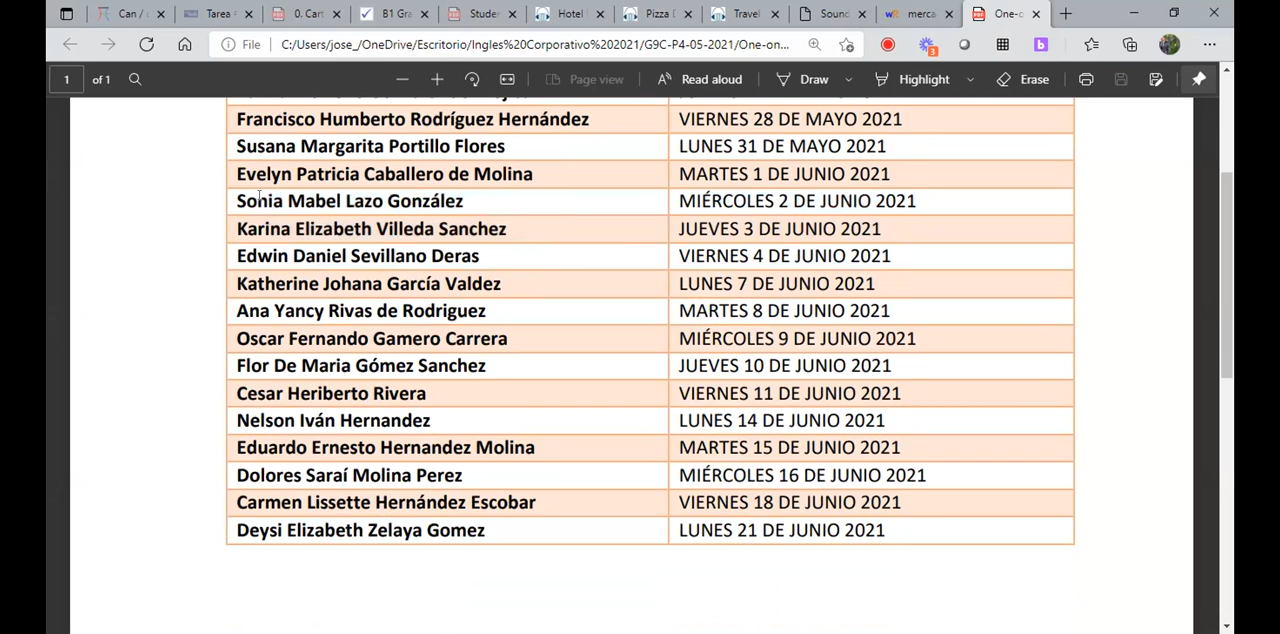 Can / Tarea 0. Cart B1 Gra Stude Hotel Pizza Travel Sound merca One-o
File C:/Users/jose_/OneDrive/Escritorio/Ingles%20Corporativo%202021/G9C-P4-05-2021/One-on...
1 of 1 Page view Read aloud Draw Highlight Erase
Francisco Humberto Rodríguez Hernández VIERNES 28 DE MAYO 2021
Susana Margarita Portillo Flores LUNES 31 DE MAYO 2021
Evelyn Patricia Caballero de Molina MARTES 1 DE JUNIO 2021
Sonia Mabel Lazo González MIÉRCOLES 2 DE JUNIO 2021
Karina Elizabeth Villeda Sanchez JUEVES 3 DE JUNIO 2021
Edwin Daniel Sevillano Deras VIERNES 4 DE JUNIO 2021
Katherine Johana García Valdez LUNES 7 DE JUNIO 2021
Ana Yancy Rivas de Rodriguez MARTES 8 DE JUNIO 2021
Oscar Fernando Gamero Carrera MIÉRCOLES 9 DE JUNIO 2021
Flor De Maria Gómez Sanchez JUEVES 10 DE JUNIO 2021
Cesar Heriberto Rivera VIERNES 11 DE JUNIO 2021
Nelson Iván Hernandez LUNES 14 DE JUNIO 2021
Eduardo Ernesto Hernandez Molina MARTES 15 DE JUNIO 2021
Dolores Saraí Molina Perez MIÉRCOLES 16 DE JUNIO 2021
Carmen Lissette Hernández Escobar VIERNES 18 DE JUNIO 2021
Deysi Elizabeth Zelaya Gomez LUNES 21 DE JUNIO 2021